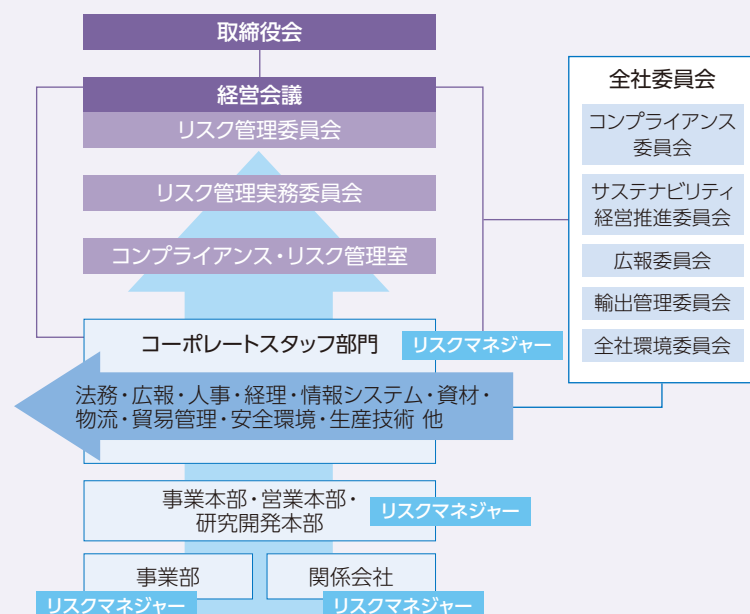 取締役会
経営会議
リスク管理委員会
リスク管理実務委員会
コンプライアンス・リスク管理室
コーポレートスタッフ部門
リスクマネジャー
法務・広報・人事・経理・情報システム・資材・
物流・貿易管理・安全環境・生産技術 他
事業本部・営業本部・
研究開発本部
リスクマネジャー
事業部
リスクマネジャー
関係会社
リスクマネジャー
全社委員会
コンプライアンス
委員会
サステナビリティ
経営推進委員会
広報委員会
輸出管理委員会
全社環境委員会